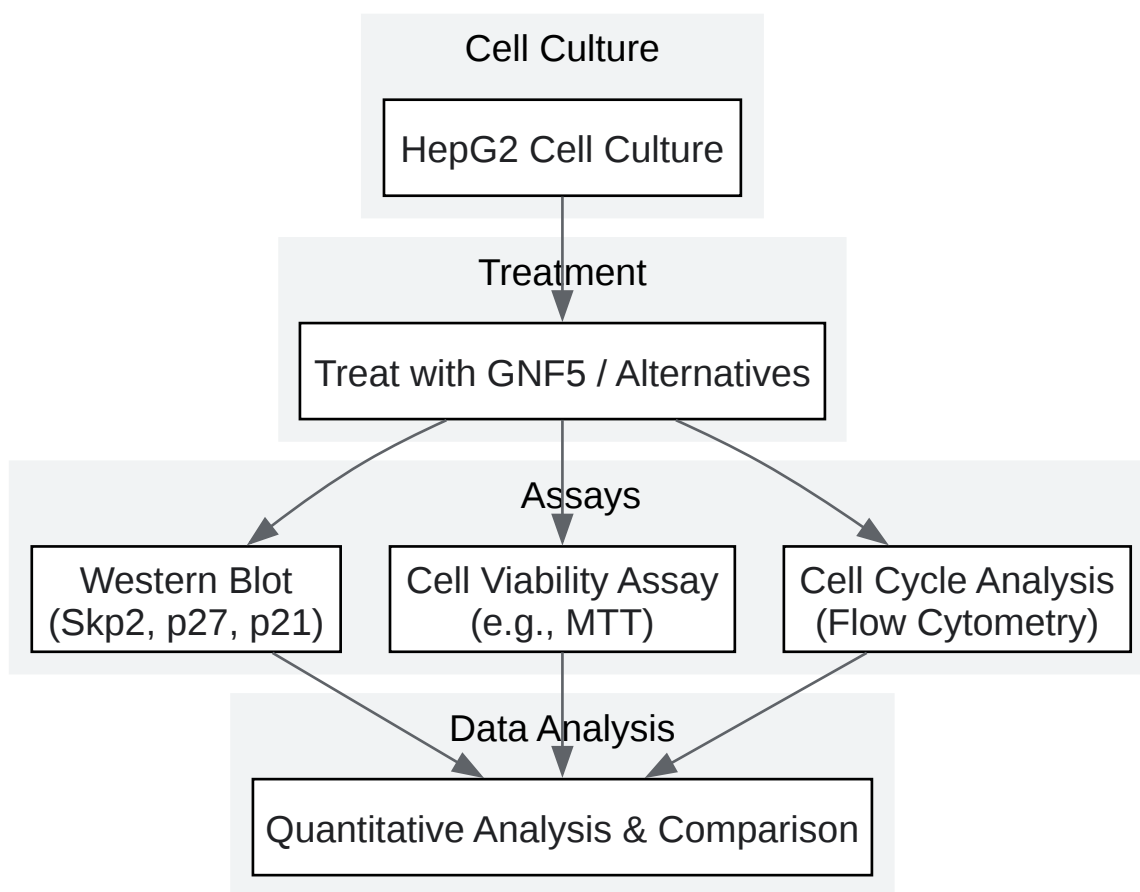 Cell Culture
HepG2 Cell Culture
Treatment
Treat with GNF5 / Alternatives
Assays
Western Blot
(Skp2, p27, p21)
Cell Viability Assay
(e.g., MTT)
Cell Cycle Analysis
(Flow Cytometry)
Data Analysis
Quantitative Analysis & Comparison